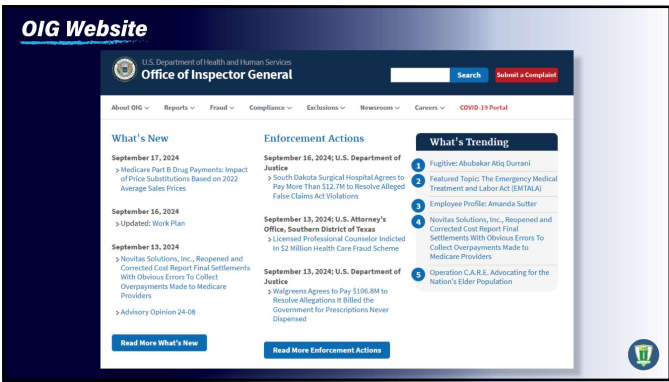 OIG Website
U.S. Department of Health and Human Services
Office of Inspector General
Search
Submit a Complaint
About OIG
Reports
Fraud
Compliance
Exclusions
Newsroom
Careers
COVID-19 Portal
What's New
September 17, 2024
> Medicare Part B Drug Payments: Impact
of Price Substitutions Based on 2022
Average Sales Prices
September 16, 2024
> Updated: Work Plan
September 13, 2024
> Novitas Solutions, Inc., Reopened and
Corrected Cost Report Final Settlements
With Obvious Errors To Collect
Overpayments Made to Medicare
Providers
> Advisory Opinion 24-08
Read More What's New
Enforcement Actions
September 16, 2024; U.S. Department of
Justice
> South Dakota Surgical Hospital Agrees to
Pay More Than $12.7M to Resolve Alleged
False Claims Act Violations
September 13, 2024; U.S. Attorney's
Office, Southern District of Texas
> Licensed Professional Counselor Indicted
In $2 Million Health Care Fraud Scheme
September 13, 2024; U.S. Department of
Justice
> Walgreens Agrees to Pay $106.8M to
Resolve Allegations It Billed the
Government for Prescriptions Never
Dispensed
Read More Enforcement Actions
What's Trending
1 Fugitive: Abubakar Atiq Durrani
2 Featured Topic: The Emergency Medical
Treatment and Labor Act (EMTALA)
3 Employee Profile: Amanda Sutter
4 Novitas Solutions, Inc., Reopened and
Corrected Cost Report Final
Settlements With Obvious Errors To
Collect Overpayments Made to
Medicare Providers
5 Operation C.A.R.E. Advocating for the
Nation's Elder Population